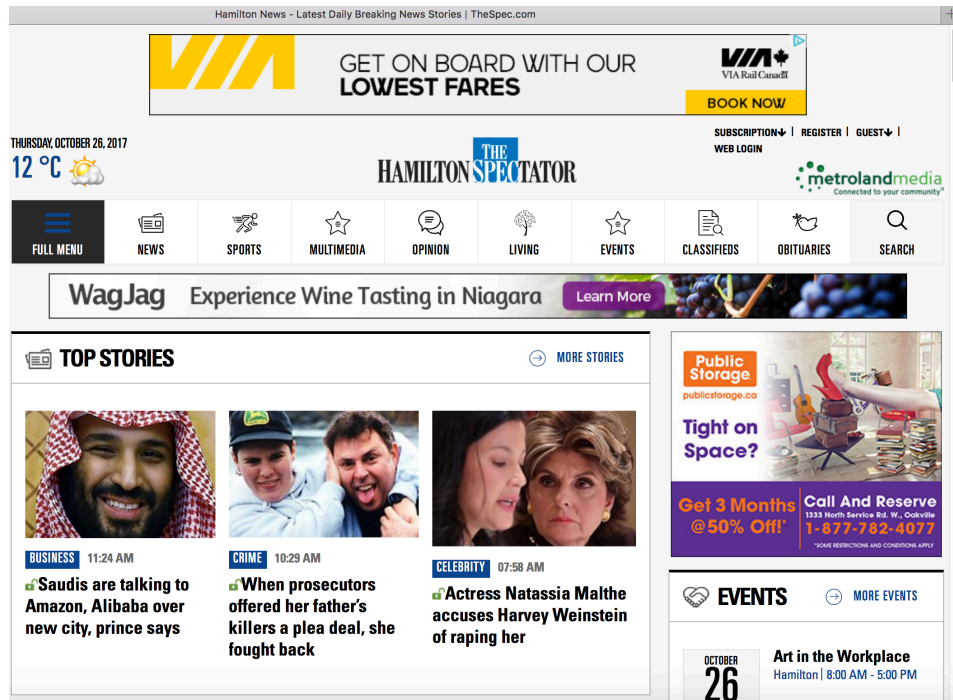 Hamilton News - Latest Daily Breaking News Stories | TheSpec.com
VIA
GET ON BOARD WITH OUR
LOWEST FARES
VIA
VIA Rail Canada
BOOK NOW
THURSDAY, OCTOBER 26, 2017
12 °C
THE
HAMILTON SPECTATOR
SUBSCRIPTION | REGISTER | GUEST |
WEB LOGIN
metrolandmedia
Connected to your community®
FULL MENU
NEWS
SPORTS
MULTIMEDIA
OPINION
LIVING
EVENTS
CLASSIFIEDS
OBITUARIES
SEARCH
WagJag Experience Wine Tasting in Niagara Learn More
TOP STORIES
MORE STORIES
BUSINESS 11:24 AM
Saudis are talking to
Amazon, Alibaba over
new city, prince says
CRIME 10:29 AM
When prosecutors
offered her father's
killers a plea deal, she
fought back
CELEBRITY 07:58 AM
Actress Natassia Malthe
accuses Harvey Weinstein
of raping her
Public
Storage
publicstorage.ca
Tight on
Space?
Get 3 Months
@50% Off!*
Call And Reserve
1333 North Service Rd. W., Oakville
1-877-782-4077
*SOME RESTRICTIONS AND CONDITIONS APPLY
EVENTS
MORE EVENTS
OCTOBER
26
Art in the Workplace
Hamilton | 8:00 AM - 5:00 PM